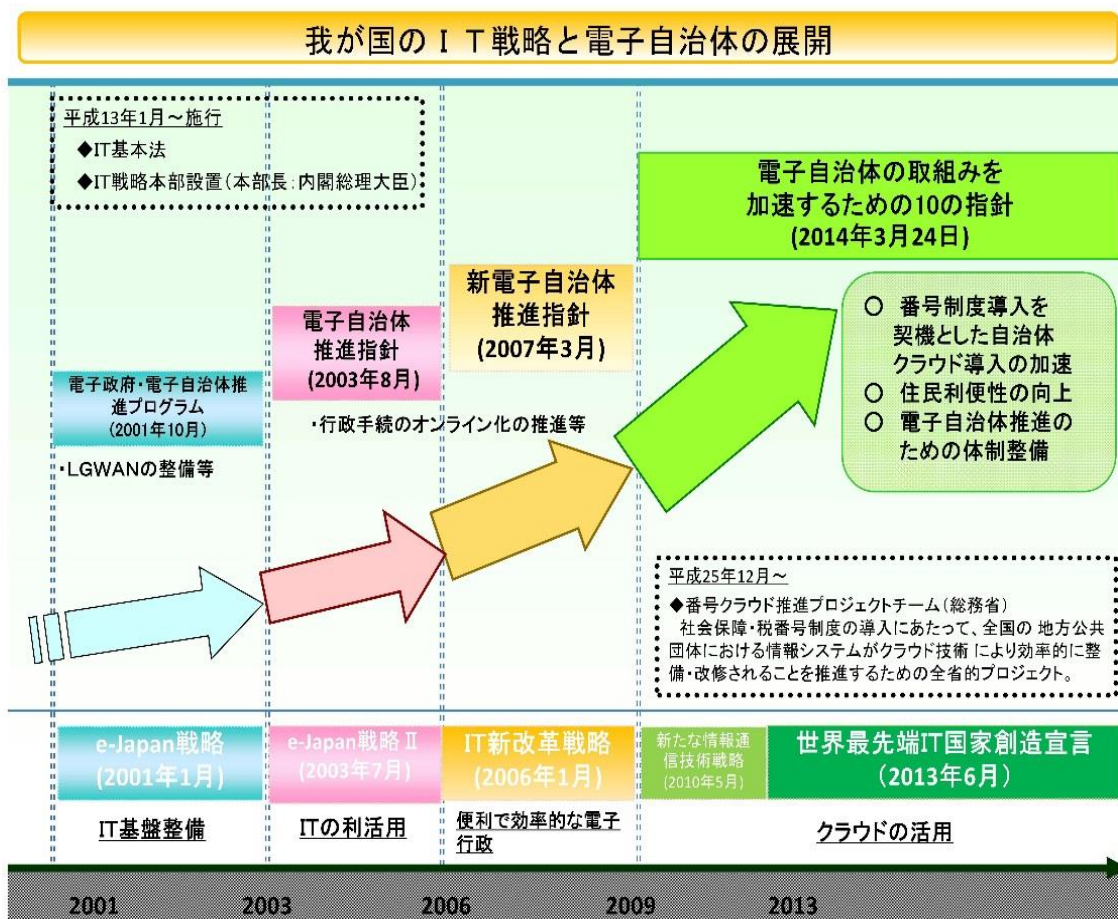 我が国のＩＴ戦略と電子自治体の展開
平成13年1月～施行
◆IT基本法
◆IT戦略本部設置(本部長:内閣総理大臣)
電子自治体の取組みを
加速するための10の指針
(2014年3月24日)
新電子自治体
推進指針
(2007年3月)
電子自治体
推進指針
(2003年8月)
電子政府・電子自治体推
進プログラム
(2001年10月)
・行政手続のオンライン化の推進等
・LGWANの整備等
○ 番号制度導入を
契機とした自治体
クラウド導入の加速
○ 住民利便性の向上
○ 電子自治体推進の
ための体制整備
平成25年12月～
◆番号クラウド推進プロジェクトチーム(総務省)
社会保障・税番号制度の導入にあたって、全国の 地方公共
団体における情報システムがクラウド技術 により効率的に整
備・改修されることを推進するための全省的プロジェクト。
e-Japan戦略
(2001年1月)
e-Japan戦略Ⅱ
(2003年7月)
IT新改革戦略
(2006年1月)
新たな情報通
信技術戦略
(2010年5月)
世界最先端IT国家創造宣言
(2013年6月)
IT基盤整備
ITの利活用
便利で効率的な電子
行政
クラウドの活用
2001 2003 2006 2009 2013